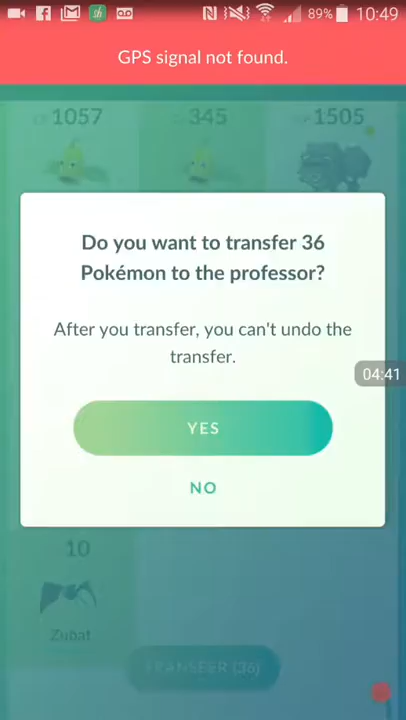 89% 10:49
GPS signal not found.
1057 345 1505
Do you want to transfer 36
Pokémon to the professor?
After you transfer, you can't undo the
transfer.
04:41
YES
NO
10
Zubat
TRANSFER (36)